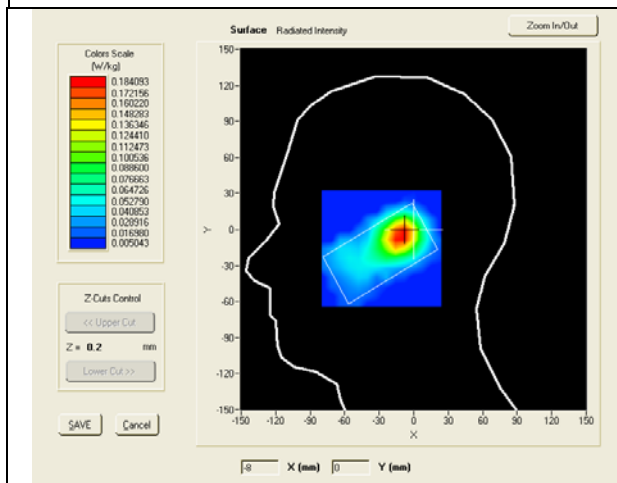 Surface Radiated Intensity
Zoom In/Out
Colors Scale
(W/kg)
0.184093
0.172156
0.160220
0.148283
0.136346
0.124410
0.112473
0.100536
0.088600
0.076663
0.064726
0.052790
0.040853
0.028916
0.016980
0.005043
150-
120-
90-
60-
30-
0-
-30-
-60-
-90-
-120-
-150-
Y
-150 -120 -90 -60 -30 0 30 60 90 120 150
X
Z-Cuts Control
<< Upper Cut
Z = 0.2 mm
Lower Cut >>
SAVE Cancel
-8 X (mm) 0 Y (mm)